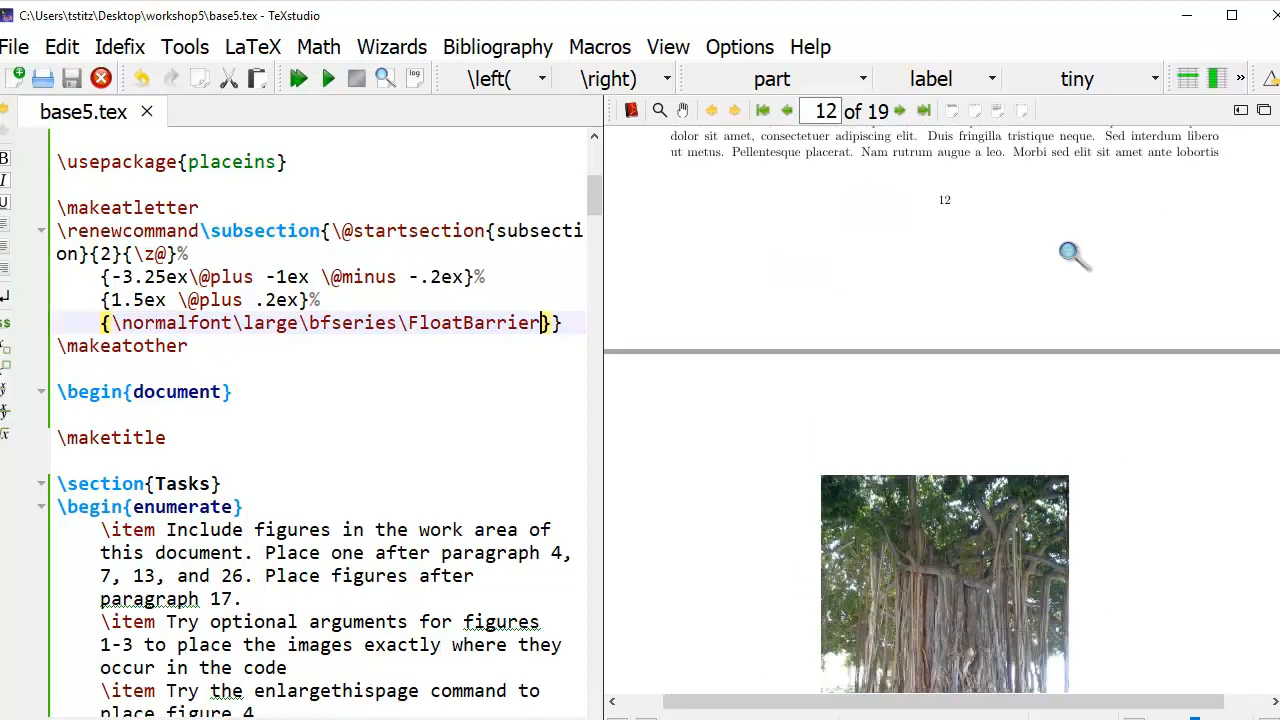 C:\Users\tstitz\Desktop\workshop5\base5.tex - TeXstudio
File Edit Idefix Tools LaTeX Math Wizards Bibliography Macros View Options Help
log \left( \right) part label tiny »
base5.tex 12 of 19
\usepackage{placeins}
\makeatletter
\renewcommand\subsection{\@startsection{subsecti
on}{2}{\z@}%
{-3.25ex\@plus -1ex \@minus -.2ex}%
{1.5ex \@plus .2ex}%
{\normalfont\large\bfseries\FloatBarrier}}
\makeatother
\begin{document}
\maketitle
\section{Tasks}
\begin{enumerate}
\item Include figures in the work area of
this document. Place one after paragraph 4,
7, 13, and 26. Place figures after
paragraph 17.
\item Try optional arguments for figures
1-3 to place the images exactly where they
occur in the code
\item Try the enlargethispage command to
place figure 4
dolor sit amet, consectetuer adipiscing elit. Duis fringilla tristique neque. Sed interdum libero
ut metus. Pellentesque placerat. Nam rutrum augue a leo. Morbi sed elit sit amet ante lobortis
12